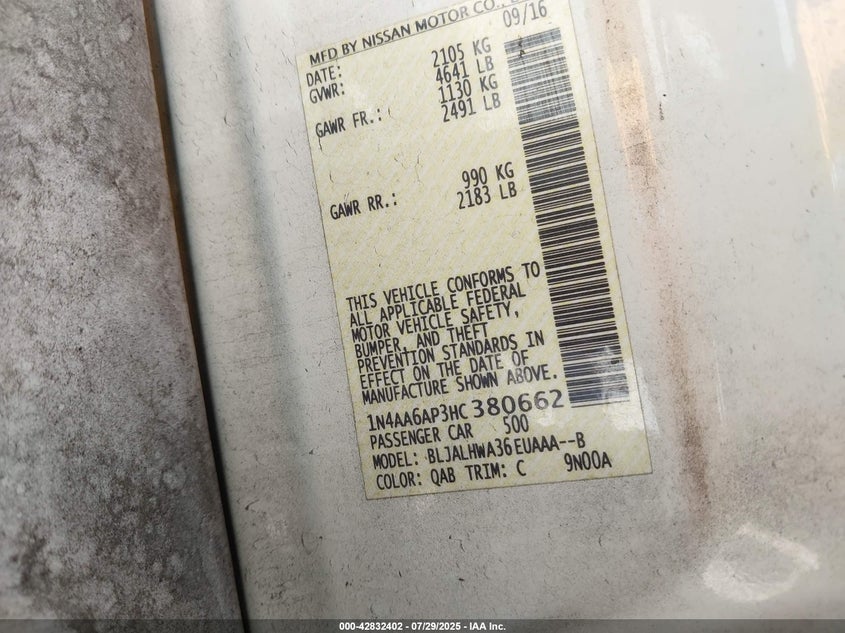 MFD BY NISSAN MOTOR CO.,
DATE: 09/16
GVWR: 2105 KG
4641 LB
GAWR FR.: 1130 KG
2491 LB
GAWR RR.: 990 KG
2183 LB
THIS VEHICLE CONFORMS TO
ALL APPLICABLE FEDERAL
MOTOR VEHICLE SAFETY,
BUMPER, AND THEFT
PREVENTION STANDARDS IN
EFFECT ON THE DATE OF
MANUFACTURE SHOWN ABOVE.
1N4AA6AP3HC380662
PASSENGER CAR 500
MODEL: BLJALHWA36EUAAA--B
COLOR: QAB TRIM: C 9N00A
000-42832402 - 07/29/2025 - IAA Inc.